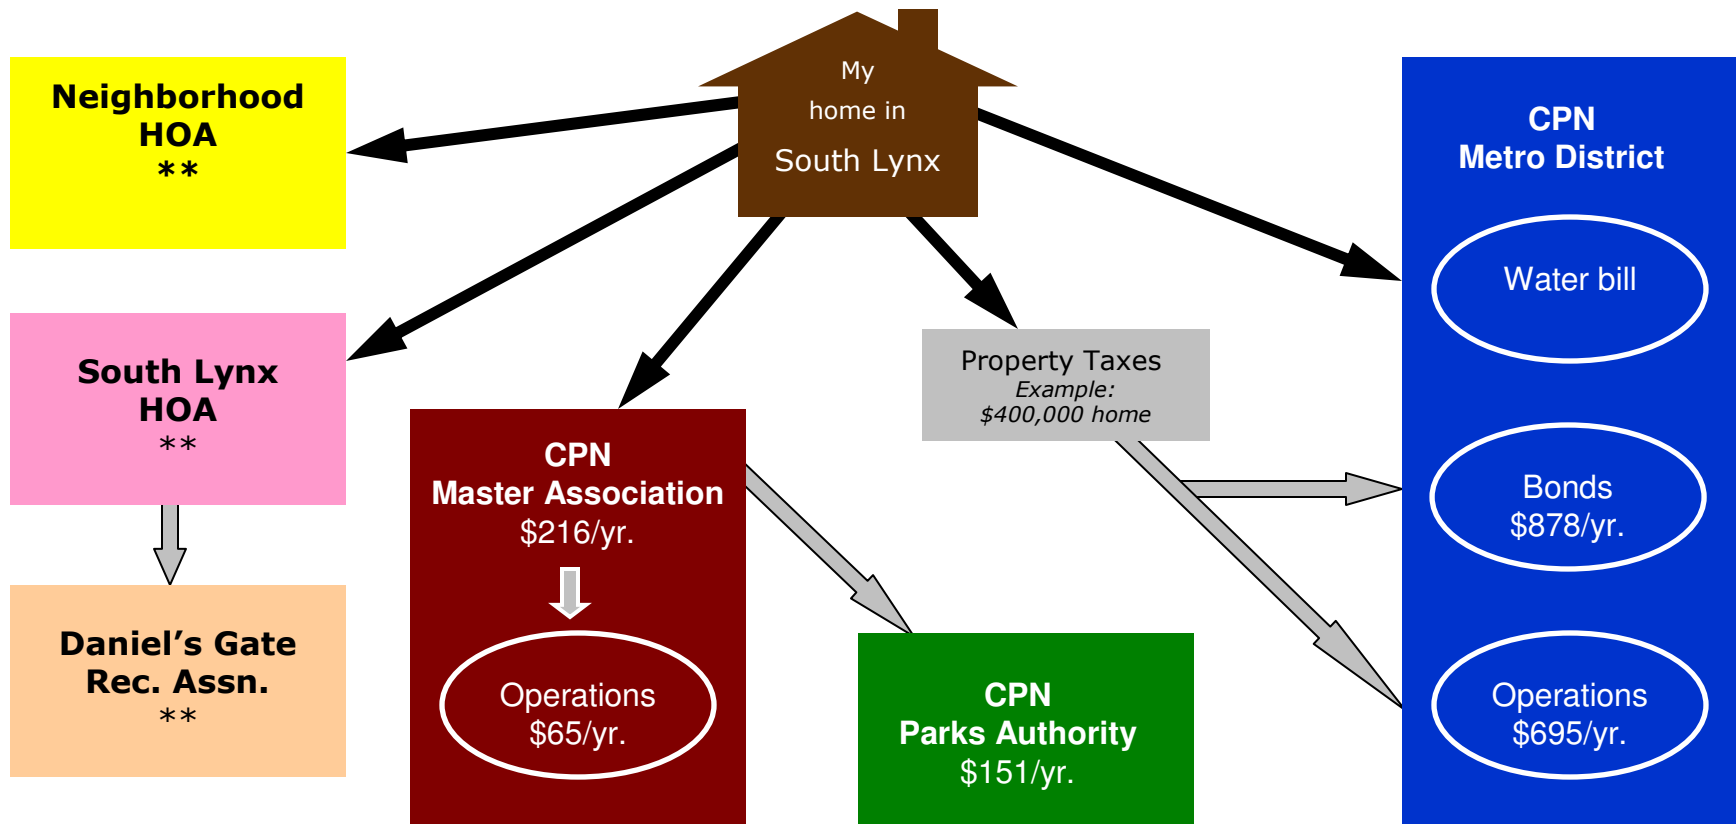 My
home in
South Lynx
Neighborhood
HOA
**
CPN
Metro District
Water bill
South Lynx
HOA
**
Property Taxes
Example:
$400,000 home
CPN
Master Association
$216/yr.
Bonds
$878/yr.
Daniel’s Gate
Rec. Assn.
**
Operations
$65/yr.
CPN
Parks Authority
$151/yr.
Operations
$695/yr.